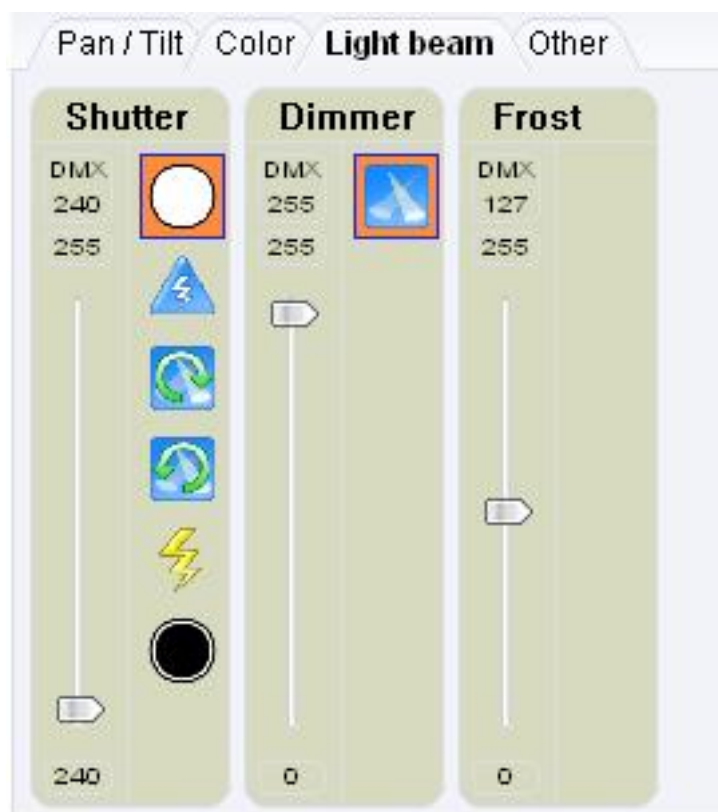 Pan / Tilt Color Light beam Other
Shutter Dimmer Frost
DMX DMX DMX
240 255 127
255 255 255
240 0 0